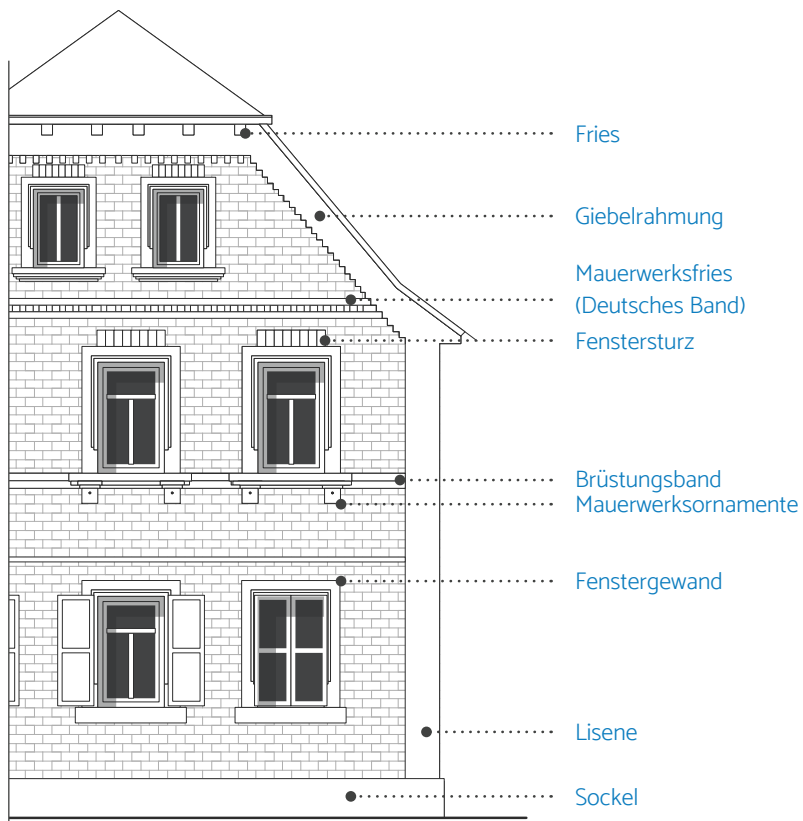 Fries
Giebelrahmung
Mauerwerksfries
(Deutsches Band)
Fenstersturz
Brüstungsband
Mauerwerksornamente
Fenstergewand
Lisene
Sockel